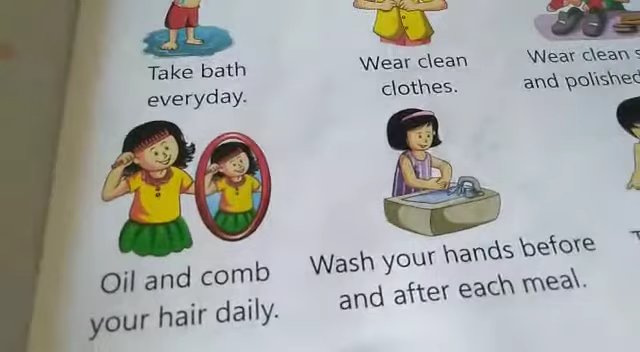 Take bath
everyday.
Wear clean
clothes.
Wear clean
and polished
Oil and comb
your hair daily.
Wash your hands before
and after each meal.